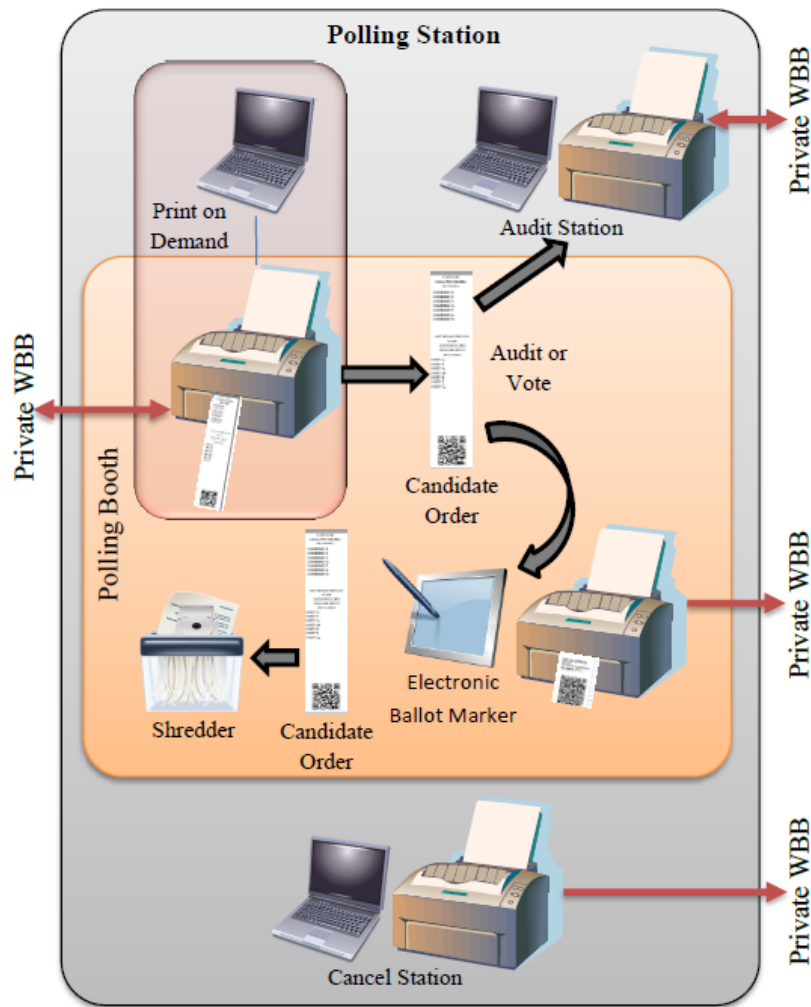 Polling Station
Private WBB
Print on
Demand
Audit Station
Audit or
Vote
Private WBB
Polling Booth
Candidate
Order
Private WBB
Electronic
Ballot Marker
Shredder
Candidate
Order
Private WBB
Cancel Station